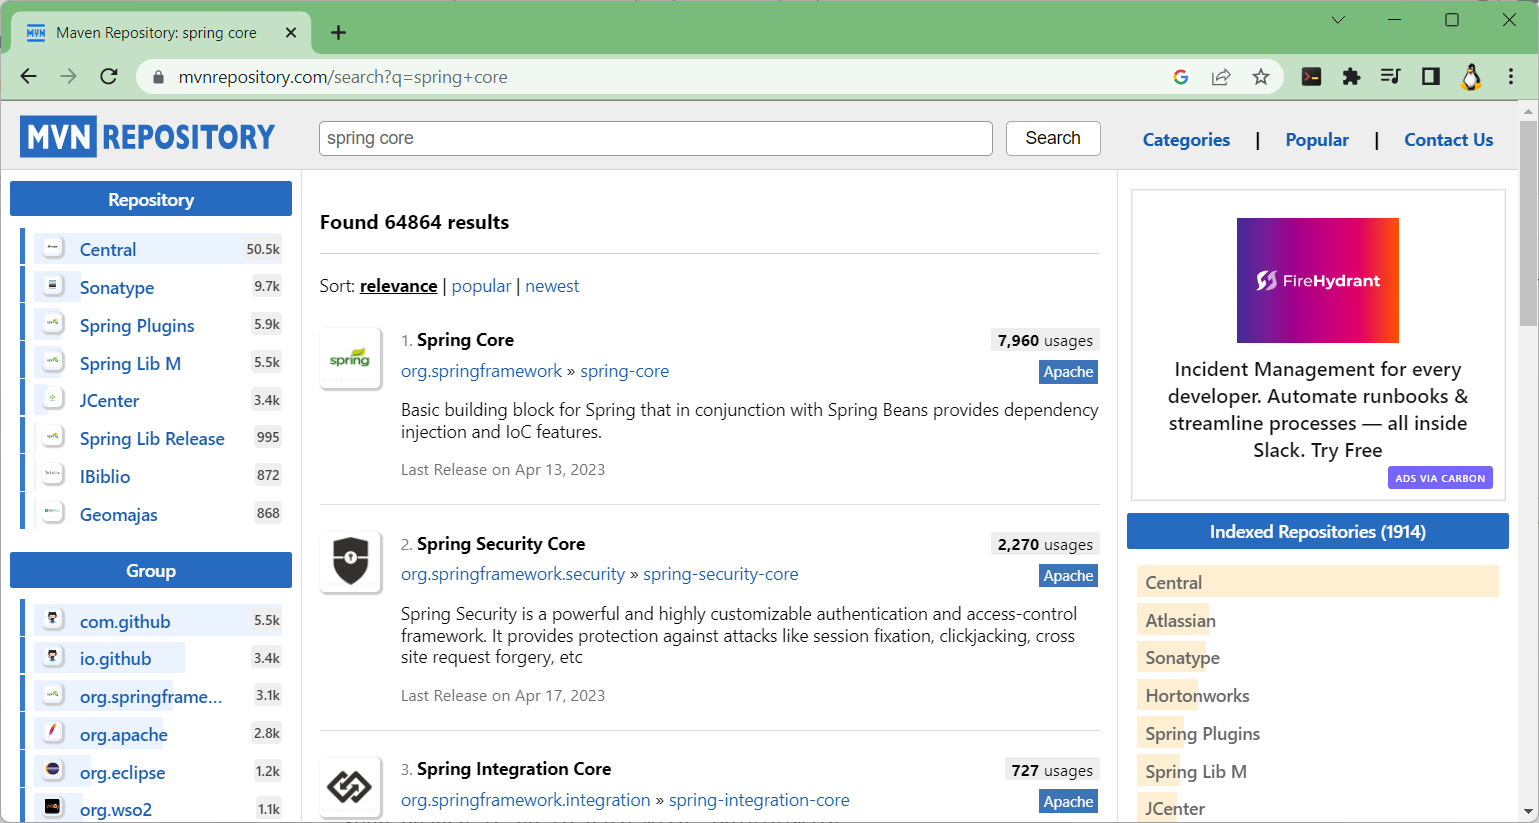 Maven Repository: spring core
mvnrepository.com/search?q=spring+core
MVN REPOSITORY
spring core
Search
Categories | Popular | Contact Us
Repository
Central 50.5k
Sonatype 9.7k
Spring Plugins 5.9k
Spring Lib M 5.5k
JCenter 3.4k
Spring Lib Release 995
IBiblio 872
Geomajas 868
Group
com.github 5.5k
io.github 3.4k
org.springframe... 3.1k
org.apache 2.8k
org.eclipse 1.2k
org.wso2 1.1k
Found 64864 results
Sort: relevance | popular | newest
spring
1. Spring Core 7,960 usages
org.springframework » spring-core Apache
Basic building block for Spring that in conjunction with Spring Beans provides dependency
injection and IoC features.
Last Release on Apr 13, 2023
2. Spring Security Core 2,270 usages
org.springframework.security » spring-security-core Apache
Spring Security is a powerful and highly customizable authentication and access-control
framework. It provides protection against attacks like session fixation, clickjacking, cross
site request forgery, etc
Last Release on Apr 17, 2023
3. Spring Integration Core 727 usages
org.springframework.integration » spring-integration-core Apache
FireHydrant
Incident Management for every
developer. Automate runbooks &
streamline processes — all inside
Slack. Try Free
ADS VIA CARBON
Indexed Repositories (1914)
Central
Atlassian
Sonatype
Hortonworks
Spring Plugins
Spring Lib M
JCenter